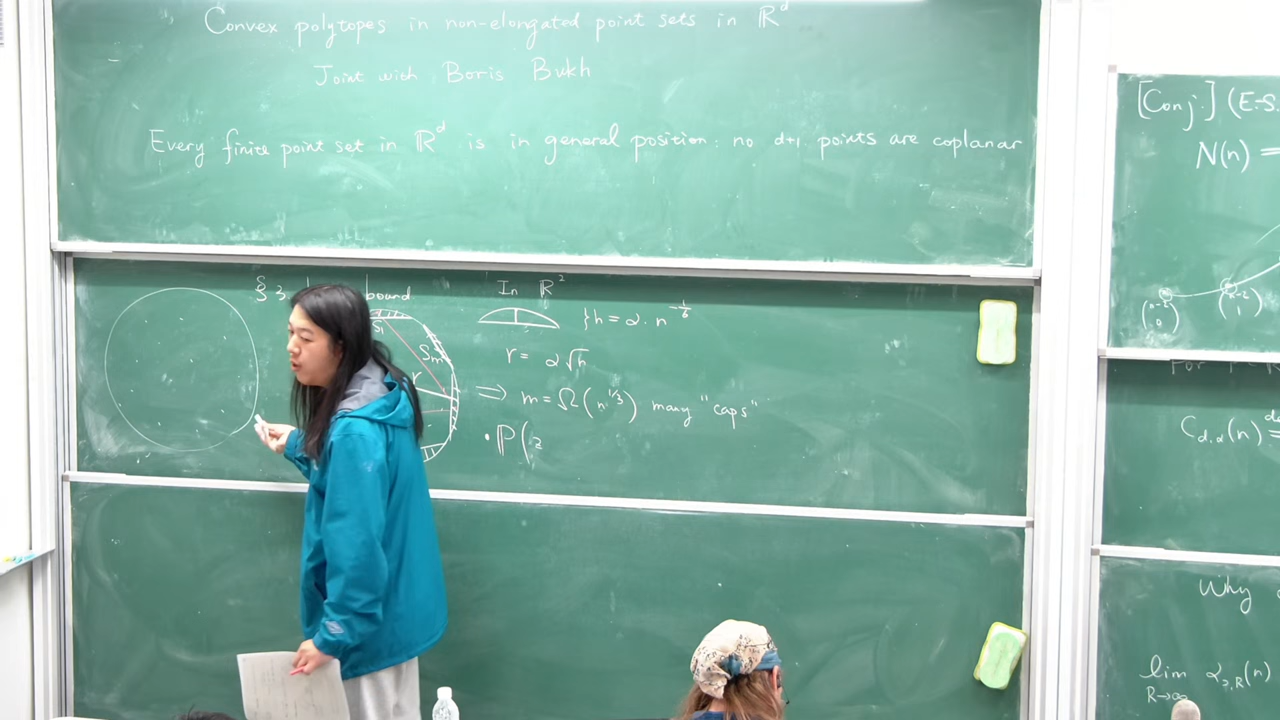 Convex polytopes in non-elongated point sets in ℝ^d
Joint with Boris Bukh
Every finite point set in ℝ^d is in general position: no d+1 points are coplanar
§3 bound
In ℝ^2
}h = α · n^{-1/6}
S_1
S_m
r
r = α√h
⟹ m = Ω(n^{1/3}) many "caps"
· ℙ(≥
[Conj.] (E-S.
N(n) =
C_{d,α}(n)
Why
lim α_{2,R}(n)
R→∞